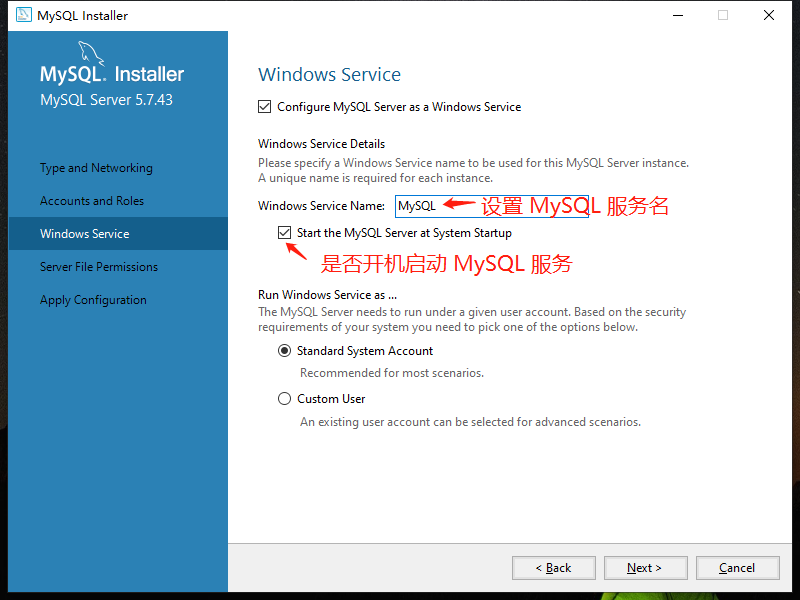 MySQL Installer
MySQL. Installer
MySQL Server 5.7.43
Type and Networking
Accounts and Roles
Windows Service
Server File Permissions
Apply Configuration
Windows Service
Configure MySQL Server as a Windows Service
Windows Service Details
Please specify a Windows Service name to be used for this MySQL Server instance.
A unique name is required for each instance.
Windows Service Name: MySQL 设置 MySQL 服务名
Start the MySQL Server at System Startup
是否开机启动 MySQL 服务
Run Windows Service as ...
The MySQL Server needs to run under a given user account. Based on the security
requirements of your system you need to pick one of the options below.
Standard System Account
Recommended for most scenarios.
Custom User
An existing user account can be selected for advanced scenarios.
< Back Next > Cancel